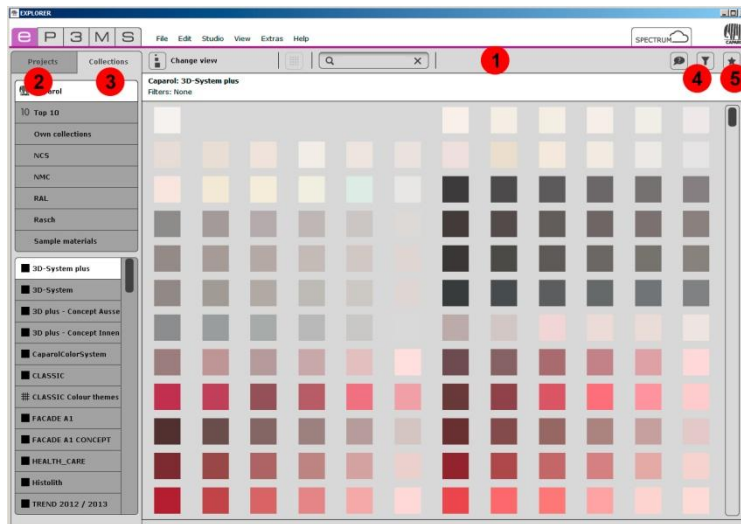 EXPLORER
e P 3 M S
File Edit Studio View Extras Help
SPECTRUM
Projects
Collections
Change view
1
2
3
4
5
Caparol: 3D-System plus
Filters: None
10 Top 10
Own collections
NCS
NMC
RAL
Rasch
Sample materials
3D-System plus
3D-System
3D plus - Concept Ausse
3D plus - Concept Innen
CaparolColorSystem
CLASSIC
CLASSIC Colour themes
FACADE A1
FACADE A1 CONCEPT
HEALTH_CARE
Histolith
TREND 2012 / 2013